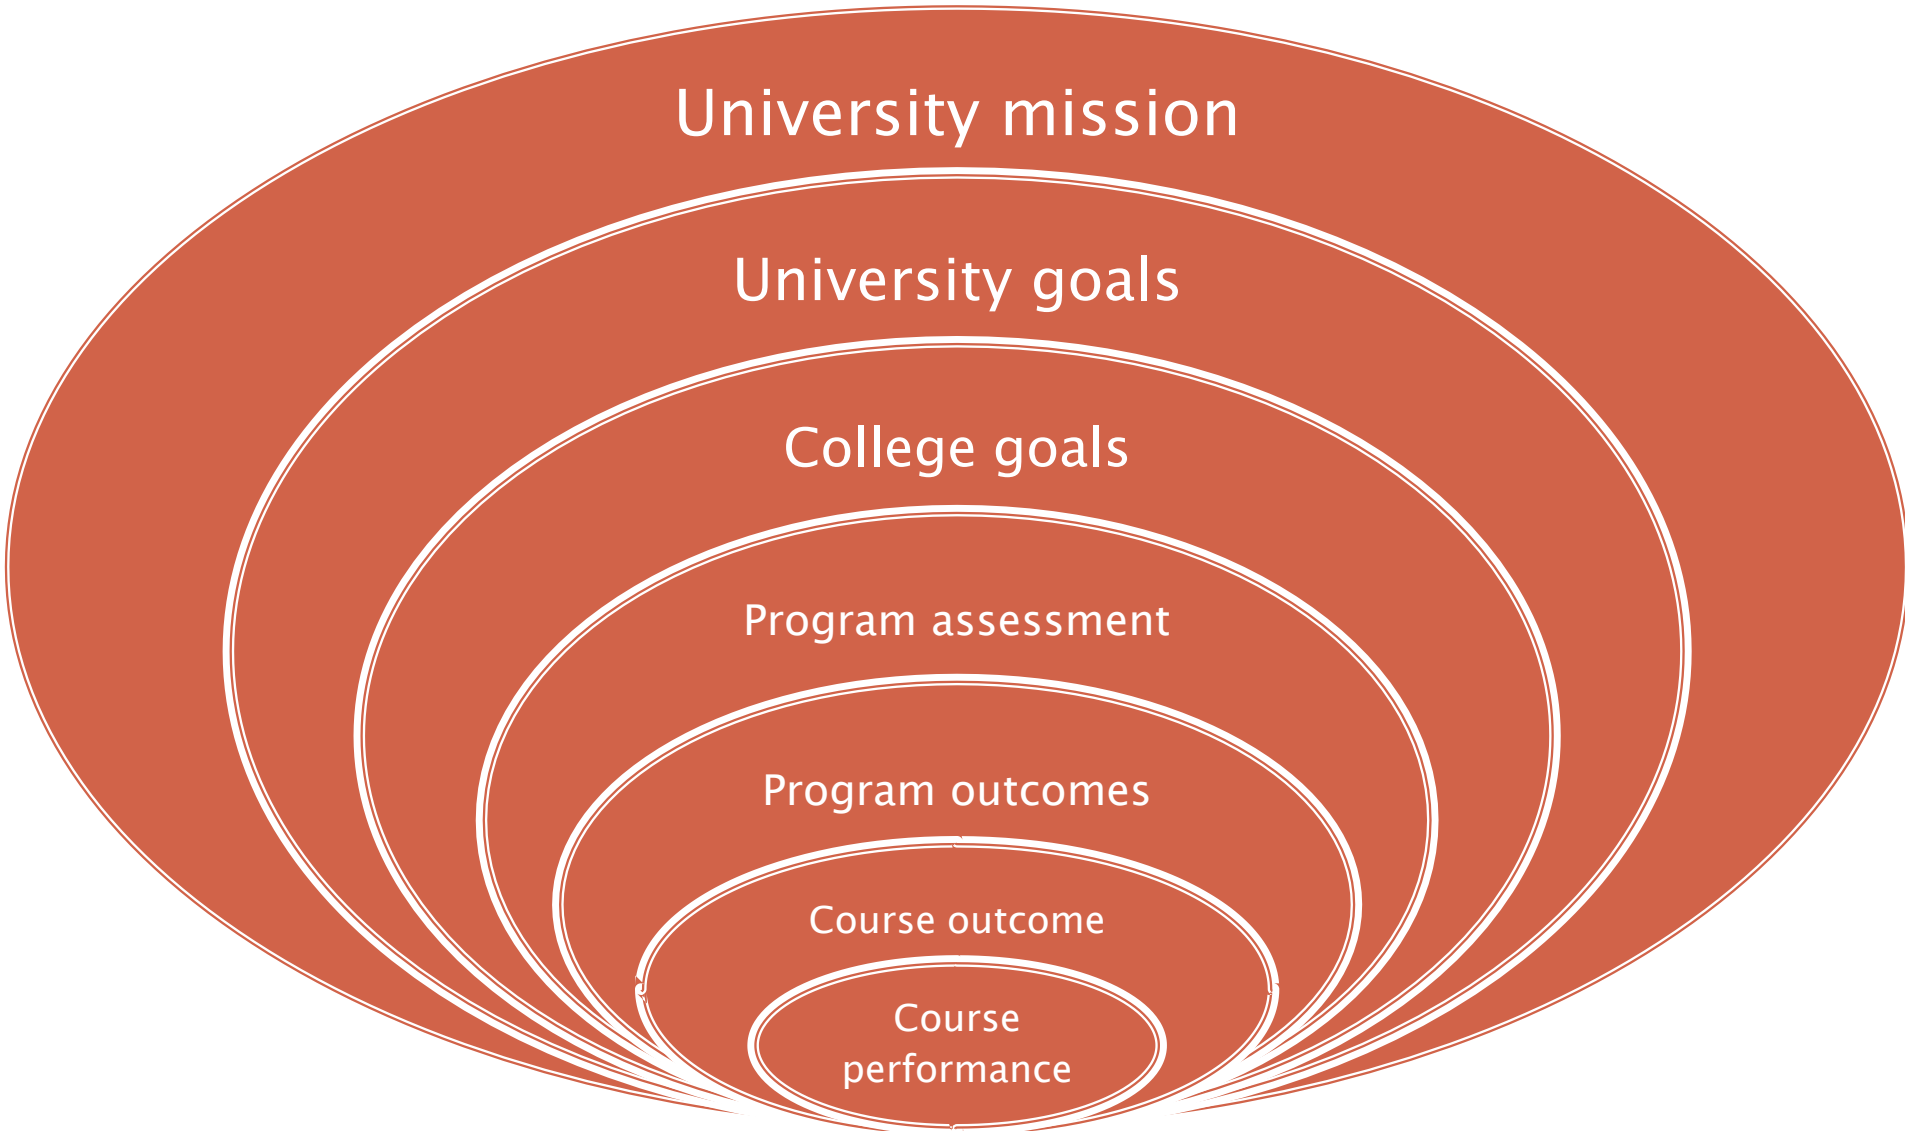 University mission
University goals
College goals
Program assessment
Program outcomes
Course outcome
Course
performance